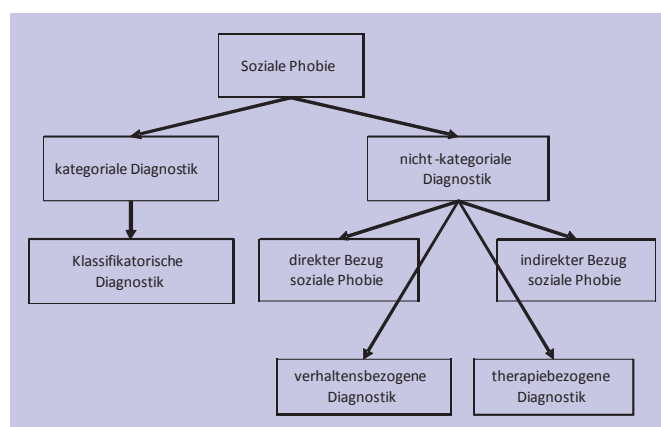 Soziale Phobie
kategoriale Diagnostik
nicht-kategoriale
Diagnostik
Klassifikatorische
Diagnostik
direkter Bezug
soziale Phobie
indirekter Bezug
soziale Phobie
verhaltensbezogene
Diagnostik
therapiebezogene
Diagnostik